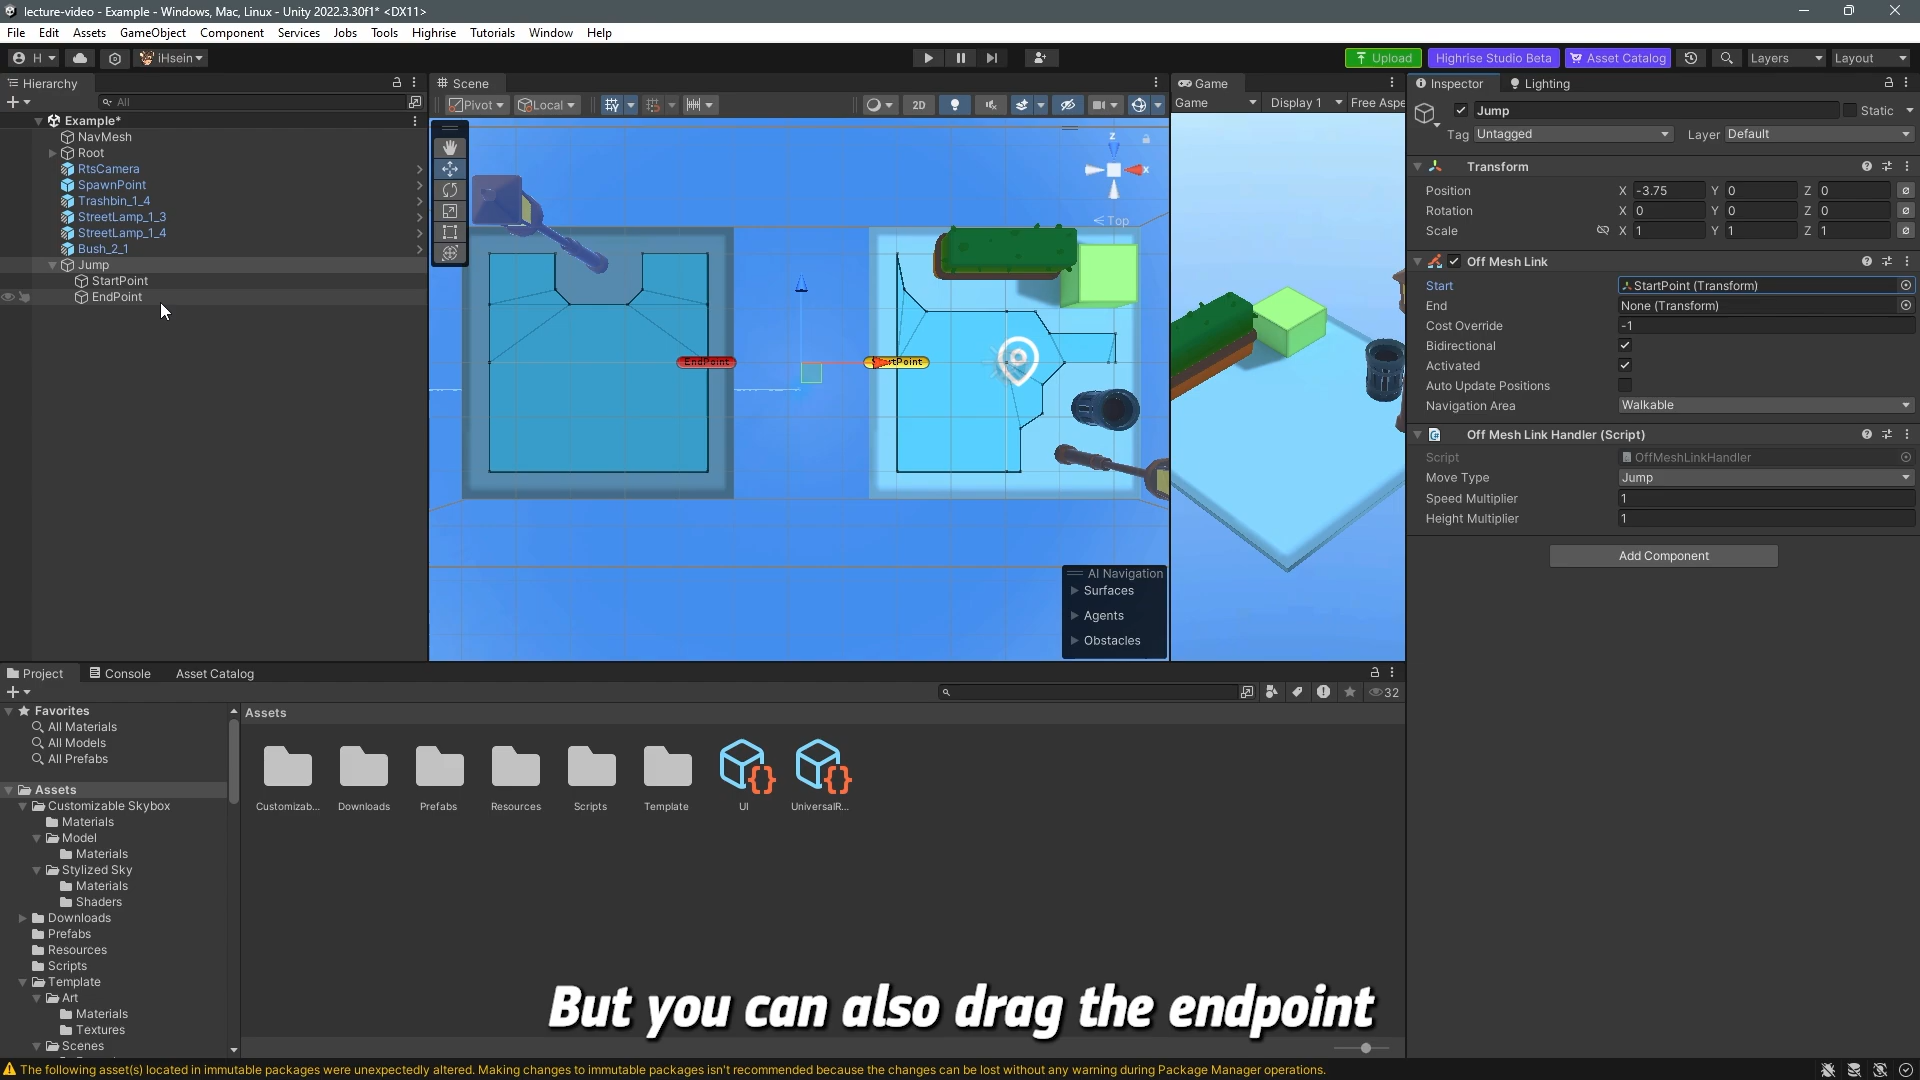 lecture-video - Example - Windows, Mac, Linux - Unity 2022.3.30f1* <DX11>
File Edit Assets GameObject Component Services Jobs Tools Highrise Tutorials Window Help
H iHsein Upload Highrise Studio Beta Asset Catalog Layers Layout
Hierarchy
All
Example*
NavMesh
Root
RtsCamera
SpawnPoint
Trashbin_1_4
StreetLamp_1_3
StreetLamp_1_4
Bush_2_1
Jump
StartPoint
EndPoint
Scene
Pivot Local 2D
z
x
Top
EndPoint
AI Navigation
Surfaces
Agents
Obstacles
Game
Game Display 1 Free Aspe
Inspector Lighting
Jump Static
Tag Untagged Layer Default
Transform
Position X -3.75 Y 0 Z 0
Rotation X 0 Y 0 Z 0
Scale X 1 Y 1 Z 1
Off Mesh Link
Start StartPoint (Transform)
End None (Transform)
Cost Override -1
Bidirectional
Activated
Auto Update Positions
Navigation Area Walkable
Off Mesh Link Handler (Script)
Script OffMeshLinkHandler
Move Type Jump
Speed Multiplier 1
Height Multiplier 1
Add Component
Project Console Asset Catalog
32
Favorites
All Materials
All Models
All Prefabs
Assets
Customizable Skybox
Materials
Model
Materials
Stylized Sky
Materials
Shaders
Downloads
Prefabs
Resources
Scripts
Template
Art
Materials
Textures
Scenes
Assets
Customizab... Downloads Prefabs Resources Scripts Template UI UniversalR...
But you can also drag the endpoint
The following asset(s) located in immutable packages were unexpectedly altered. Making changes to immutable packages isn't recommended because the changes can be lost without any warning during Package Manager operations.